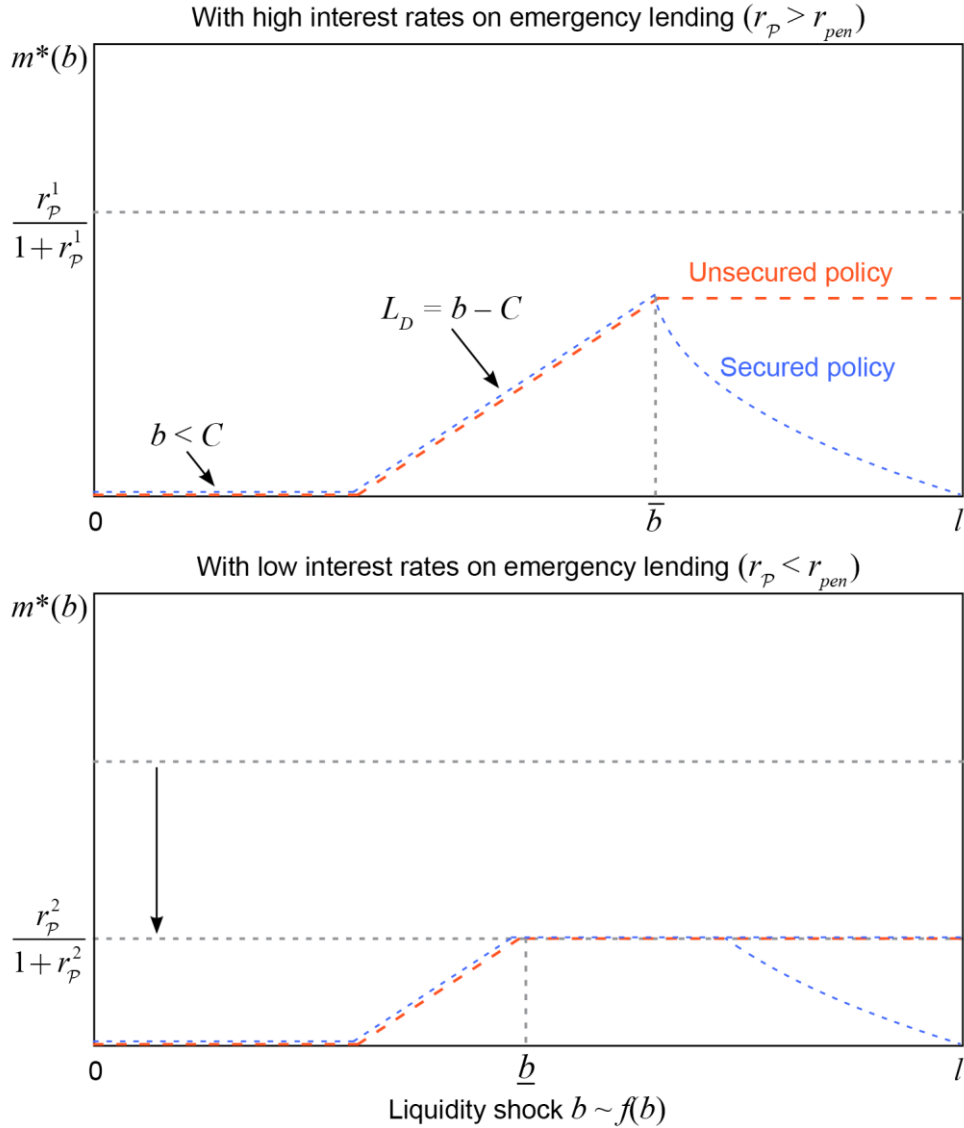 With high interest rates on emergency lending (r_𝒫 > r_pen)
m*(b)
r_𝒫^1
1 + r_𝒫^1
Unsecured policy
L_D = b – C
Secured policy
b < C
0
b̅
l
With low interest rates on emergency lending (r_𝒫 < r_pen)
m*(b)
r_𝒫^2
1 + r_𝒫^2
0
b̲
l
Liquidity shock b ~ f(b)